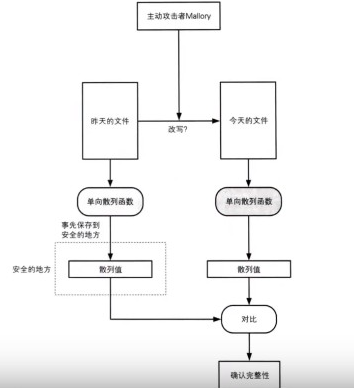 主动攻击者Mallory
昨天的文件
今天的文件
改写?
单向散列函数
单向散列函数
事先保存到
安全的地方
安全的地方
散列值
散列值
对比
确认完整性